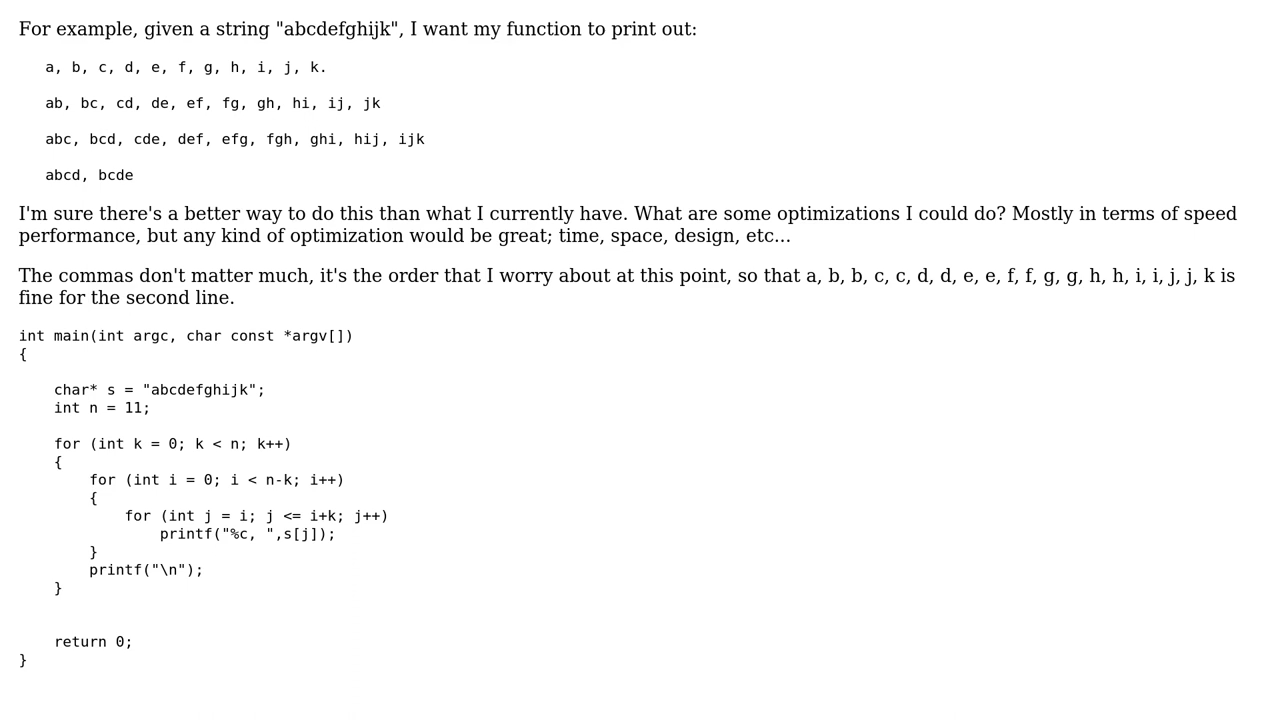 For example, given a string "abcdefghijk", I want my function to print out:
a, b, c, d, e, f, g, h, i, j, k.
ab, bc, cd, de, ef, fg, gh, hi, ij, jk
abc, bcd, cde, def, efg, fgh, ghi, hij, ijk
abcd, bcde
I'm sure there's a better way to do this than what I currently have. What are some optimizations I could do? Mostly in terms of speed
performance, but any kind of optimization would be great; time, space, design, etc...
The commas don't matter much, it's the order that I worry about at this point, so that a, b, b, c, c, d, d, e, e, f, f, g, g, h, h, i, i, j, j, k is
fine for the second line.
int main(int argc, char const *argv[])
{
    char* s = "abcdefghijk";
    int n = 11;
    for (int k = 0; k < n; k++)
    {
        for (int i = 0; i < n-k; i++)
        {
            for (int j = i; j <= i+k; j++)
                printf("%c, ",s[j]);
        }
        printf("\n");
    }
    return 0;
}